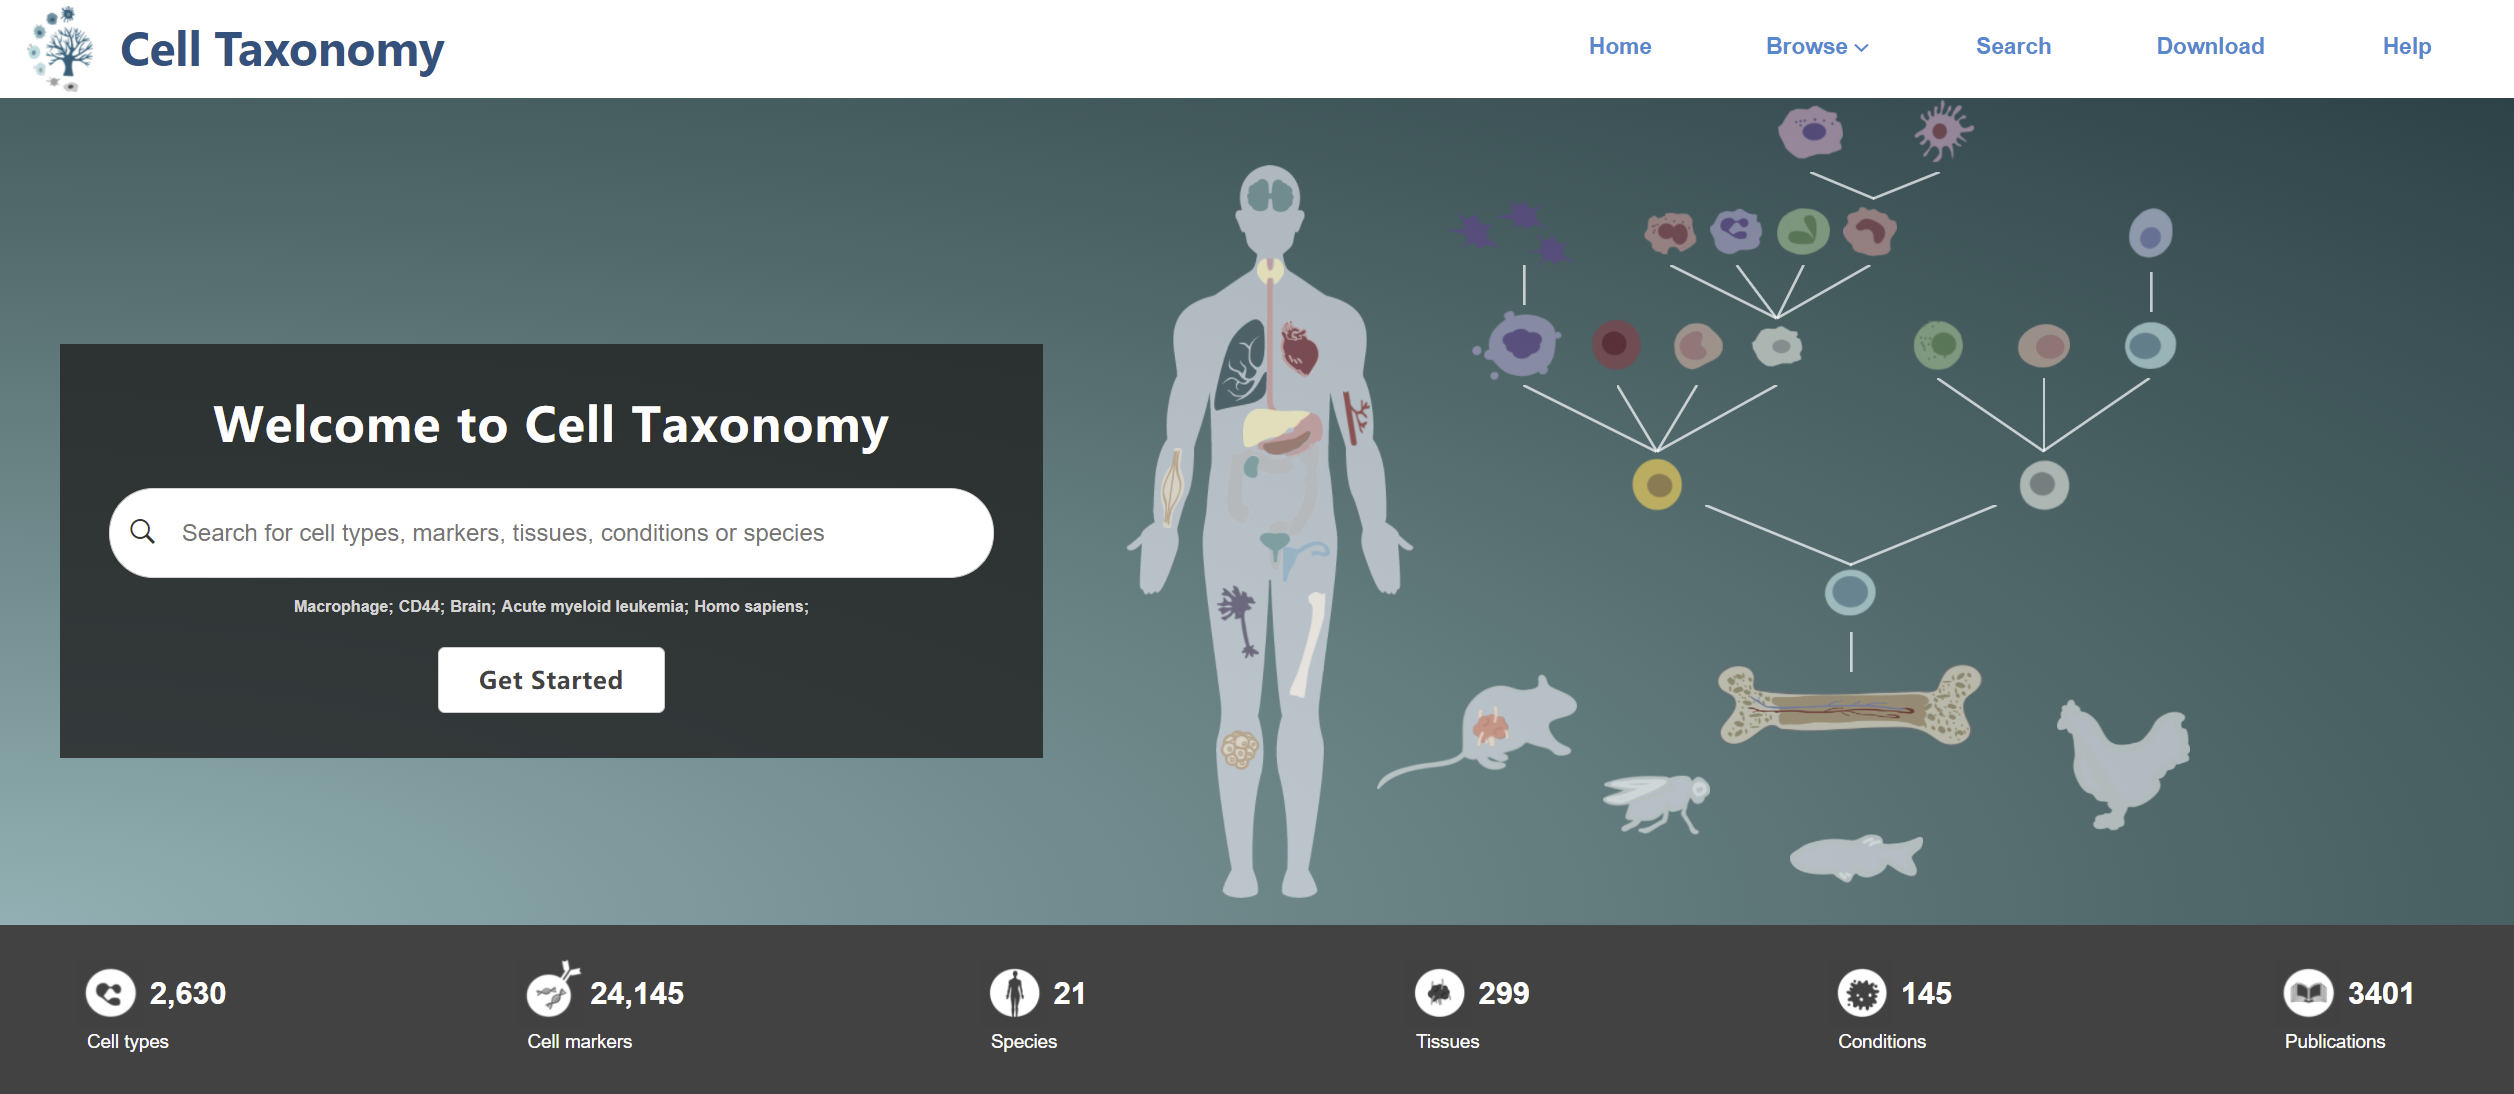 Cell Taxonomy
Home
Browse
Search
Download
Help
Welcome to Cell Taxonomy
Search for cell types, markers, tissues, conditions or species
Macrophage; CD44; Brain; Acute myeloid leukemia; Homo sapiens;
Get Started
2,630
Cell types
24,145
Cell markers
21
Species
299
Tissues
145
Conditions
3401
Publications